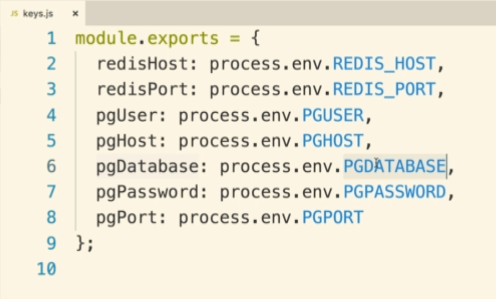 JS keys.js ×
1 module.exports = {
2 redisHost: process.env.REDIS_HOST,
3 redisPort: process.env.REDIS_PORT,
4 pgUser: process.env.PGUSER,
5 pgHost: process.env.PGHOST,
6 pgDatabase: process.env.PGDATABASE,
7 pgPassword: process.env.PGPASSWORD,
8 pgPort: process.env.PGPORT
9 };
10